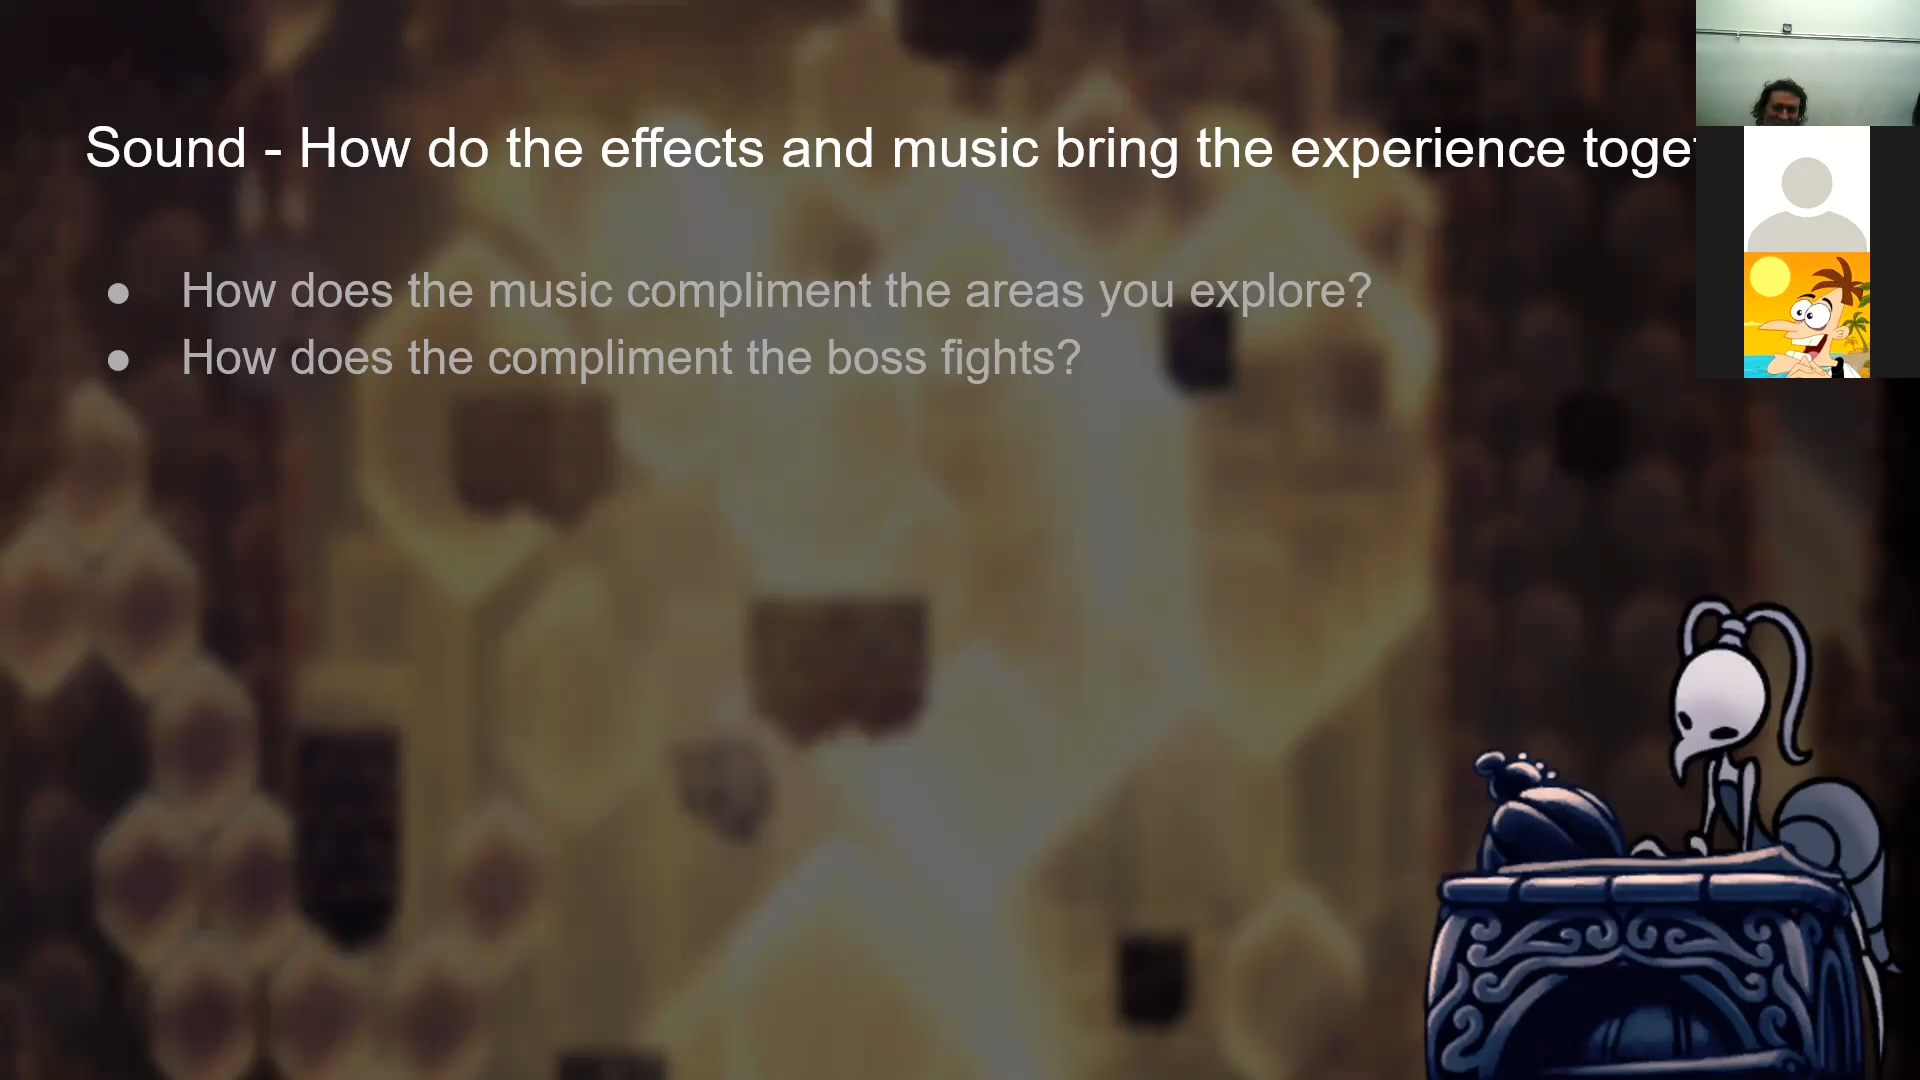 Sound - How do the effects and music bring the experience
How does the music compliment the areas you explore?
How does the compliment the boss fights?